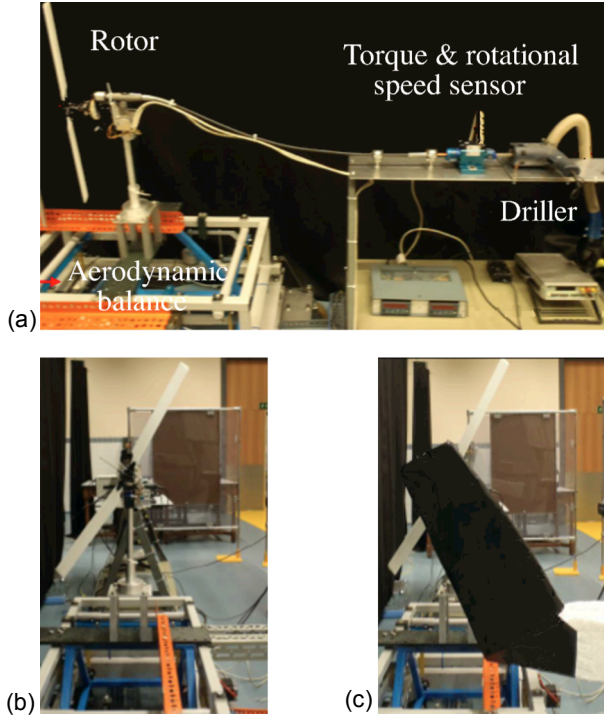 Rotor
Torque & rotational
speed sensor
Driller
Aerodynamic
balance
(a)
(b)
(c)